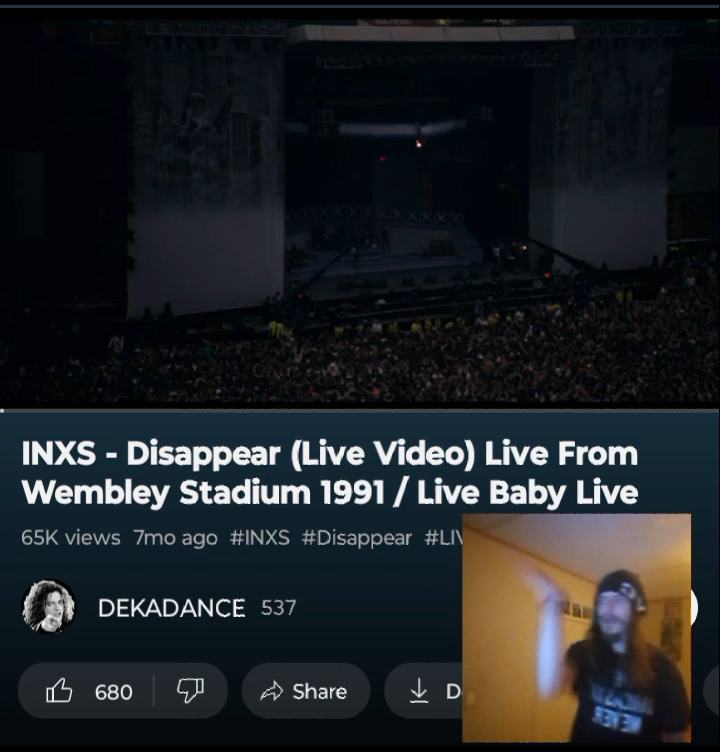 INXS - Disappear (Live Video) Live From
Wembley Stadium 1991 / Live Baby Live
65K views 7mo ago #INXS #Disappear #LIV
DEKADANCE 537
680 Share D